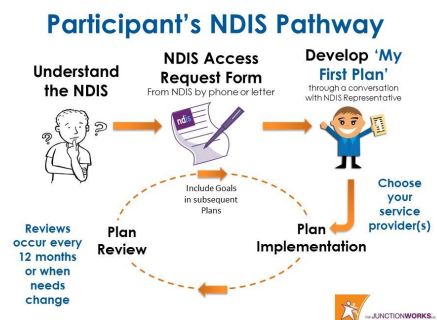 Participant's NDIS Pathway
Understand
the NDIS
NDIS Access
Request Form
From NDIS by phone or letter
Develop 'My
First Plan'
through a conversation
with NDIS Representative
?
?
ndis
Include Goals
in subsequent
Plans
Choose
your
service
provider(s)
Plan
Implementation
Plan
Review
Reviews
occur every
12 months
or when
needs
change
THE JUNCTIONWORKS